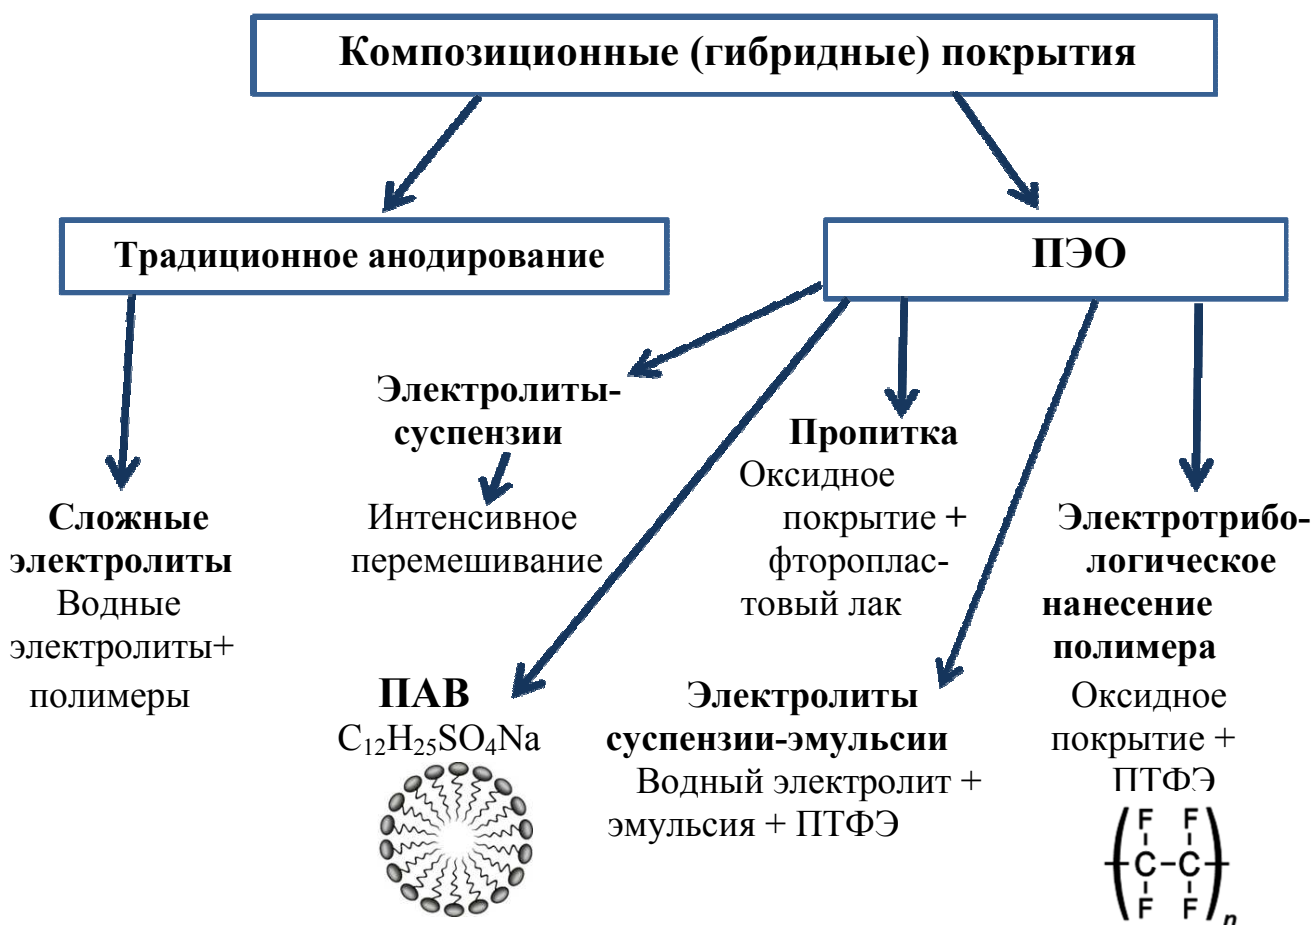 Композиционные (гибридные) покрытия
Традиционное анодирование
ПЭО
Электролиты-
суспензии
Интенсивное
перемешивание
Пропитка
Оксидное
покрытие +
фтороплас-
товый лак
Сложные
электролиты
Водные
электролиты+
полимеры
Электротрибо-
логическое
нанесение
полимера
Оксидное
покрытие +
ПТФЭ
ПАВ
C₁₂H₂₅SO₄Na
Электролиты
суспензии-эмульсии
Водный электролит +
эмульсия + ПТФЭ
F F
C C
F F
n